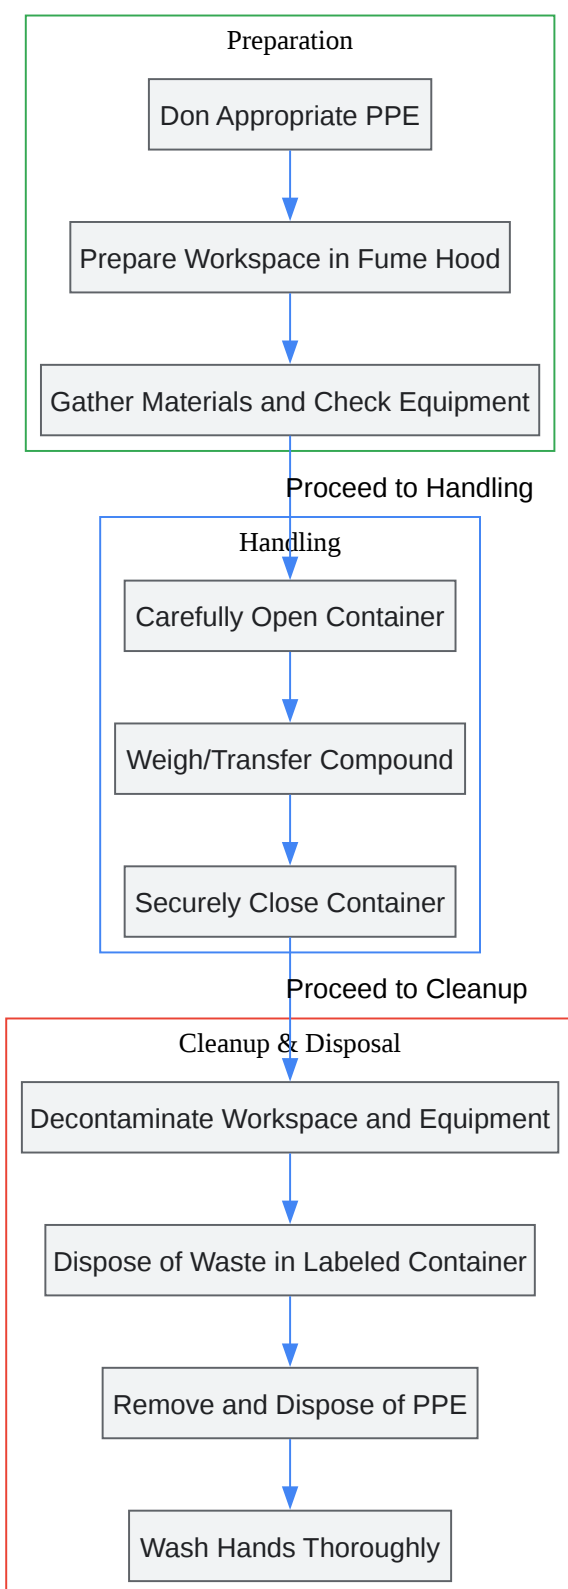 Preparation
Don Appropriate PPE
Prepare Workspace in Fume Hood
Gather Materials and Check Equipment
Proceed to Handling
Handling
Carefully Open Container
Weigh/Transfer Compound
Securely Close Container
Proceed to Cleanup
Cleanup & Disposal
Decontaminate Workspace and Equipment
Dispose of Waste in Labeled Container
Remove and Dispose of PPE
Wash Hands Thoroughly